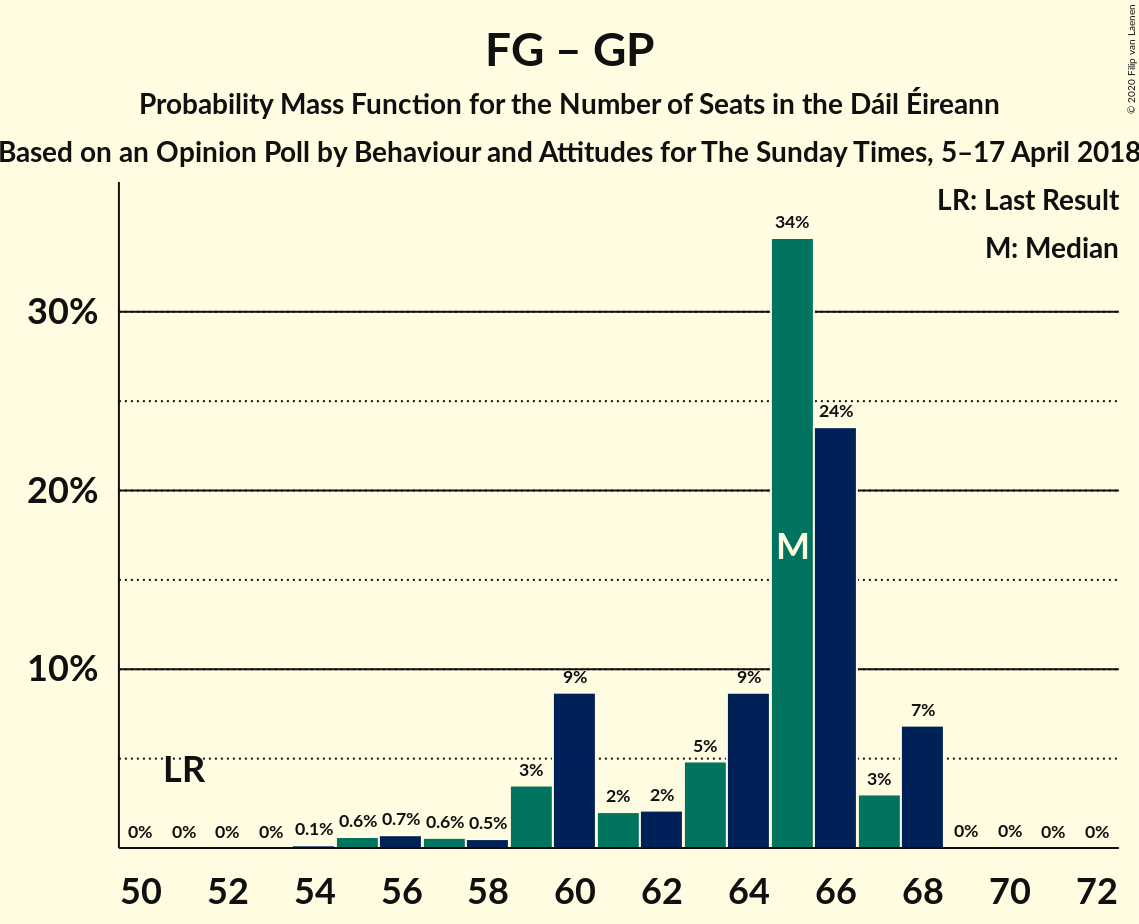 FG – GP
Probability Mass Function for the Number of Seats in the Dáil Éireann
Based on an Opinion Poll by Behaviour and Attitudes for The Sunday Times, 5–17 April 2018
© 2020 Filip van Laenen
LR: Last Result
M: Median
34%
30%
24%
20%
M
10%
9% 9%
7%
5%
LR
3% 2% 2% 3%
0% 0% 0% 0% 0.1% 0.6% 0.7% 0.6% 0.5% 0% 0% 0% 0%
50 52 54 56 58 60 62 64 66 68 70 72